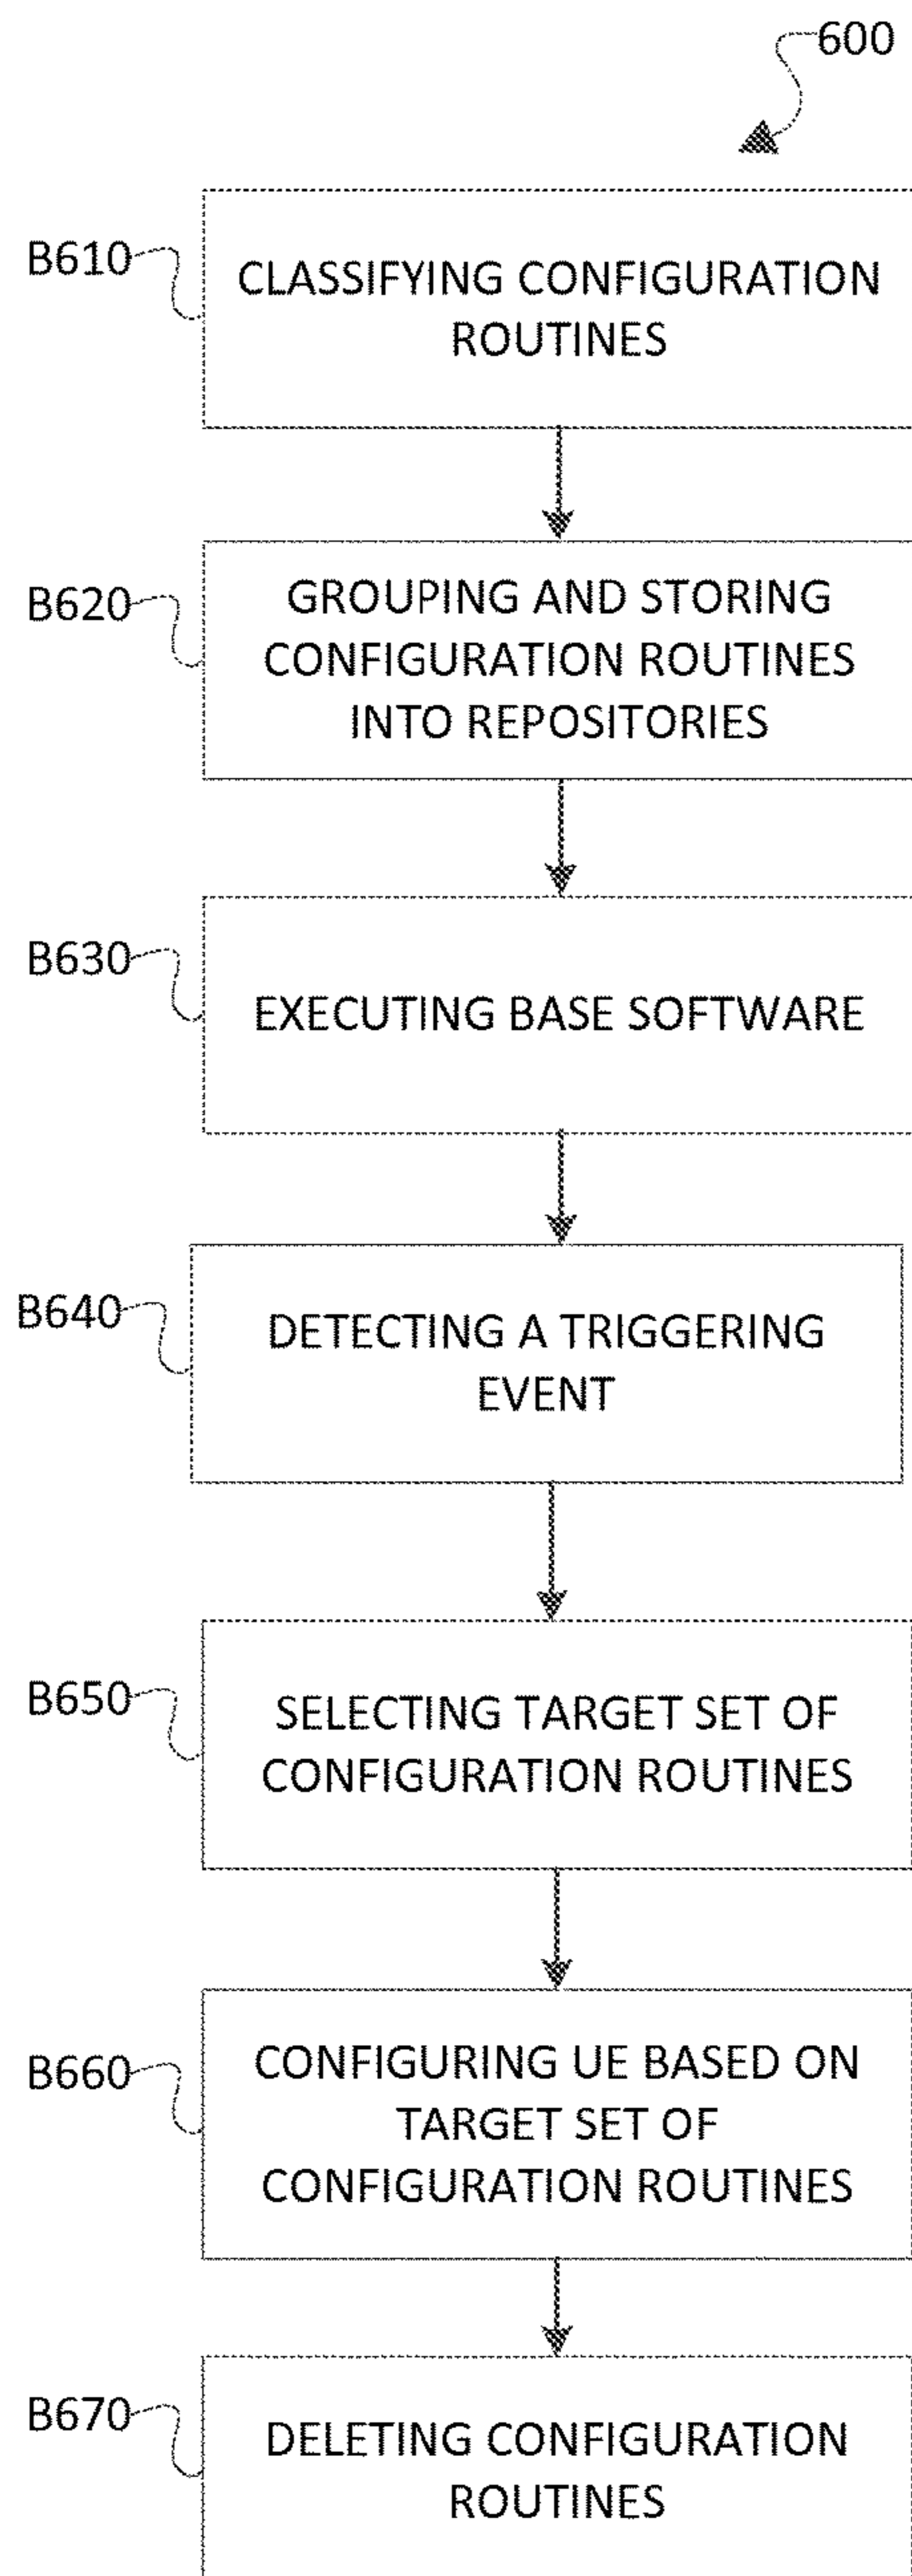 600
B610
CLASSIFYING CONFIGURATION
ROUTINES
B620
GROUPING AND STORING
CONFIGURATION ROUTINES
INTO REPOSITORIES
B630
EXECUTING BASE SOFTWARE
B640
DETECTING A TRIGGERING
EVENT
B650
SELECTING TARGET SET OF
CONFIGURATION ROUTINES
B660
CONFIGURING UE BASED ON
TARGET SET OF
CONFIGURATION ROUTINES
B670
DELETING CONFIGURATION
ROUTINES